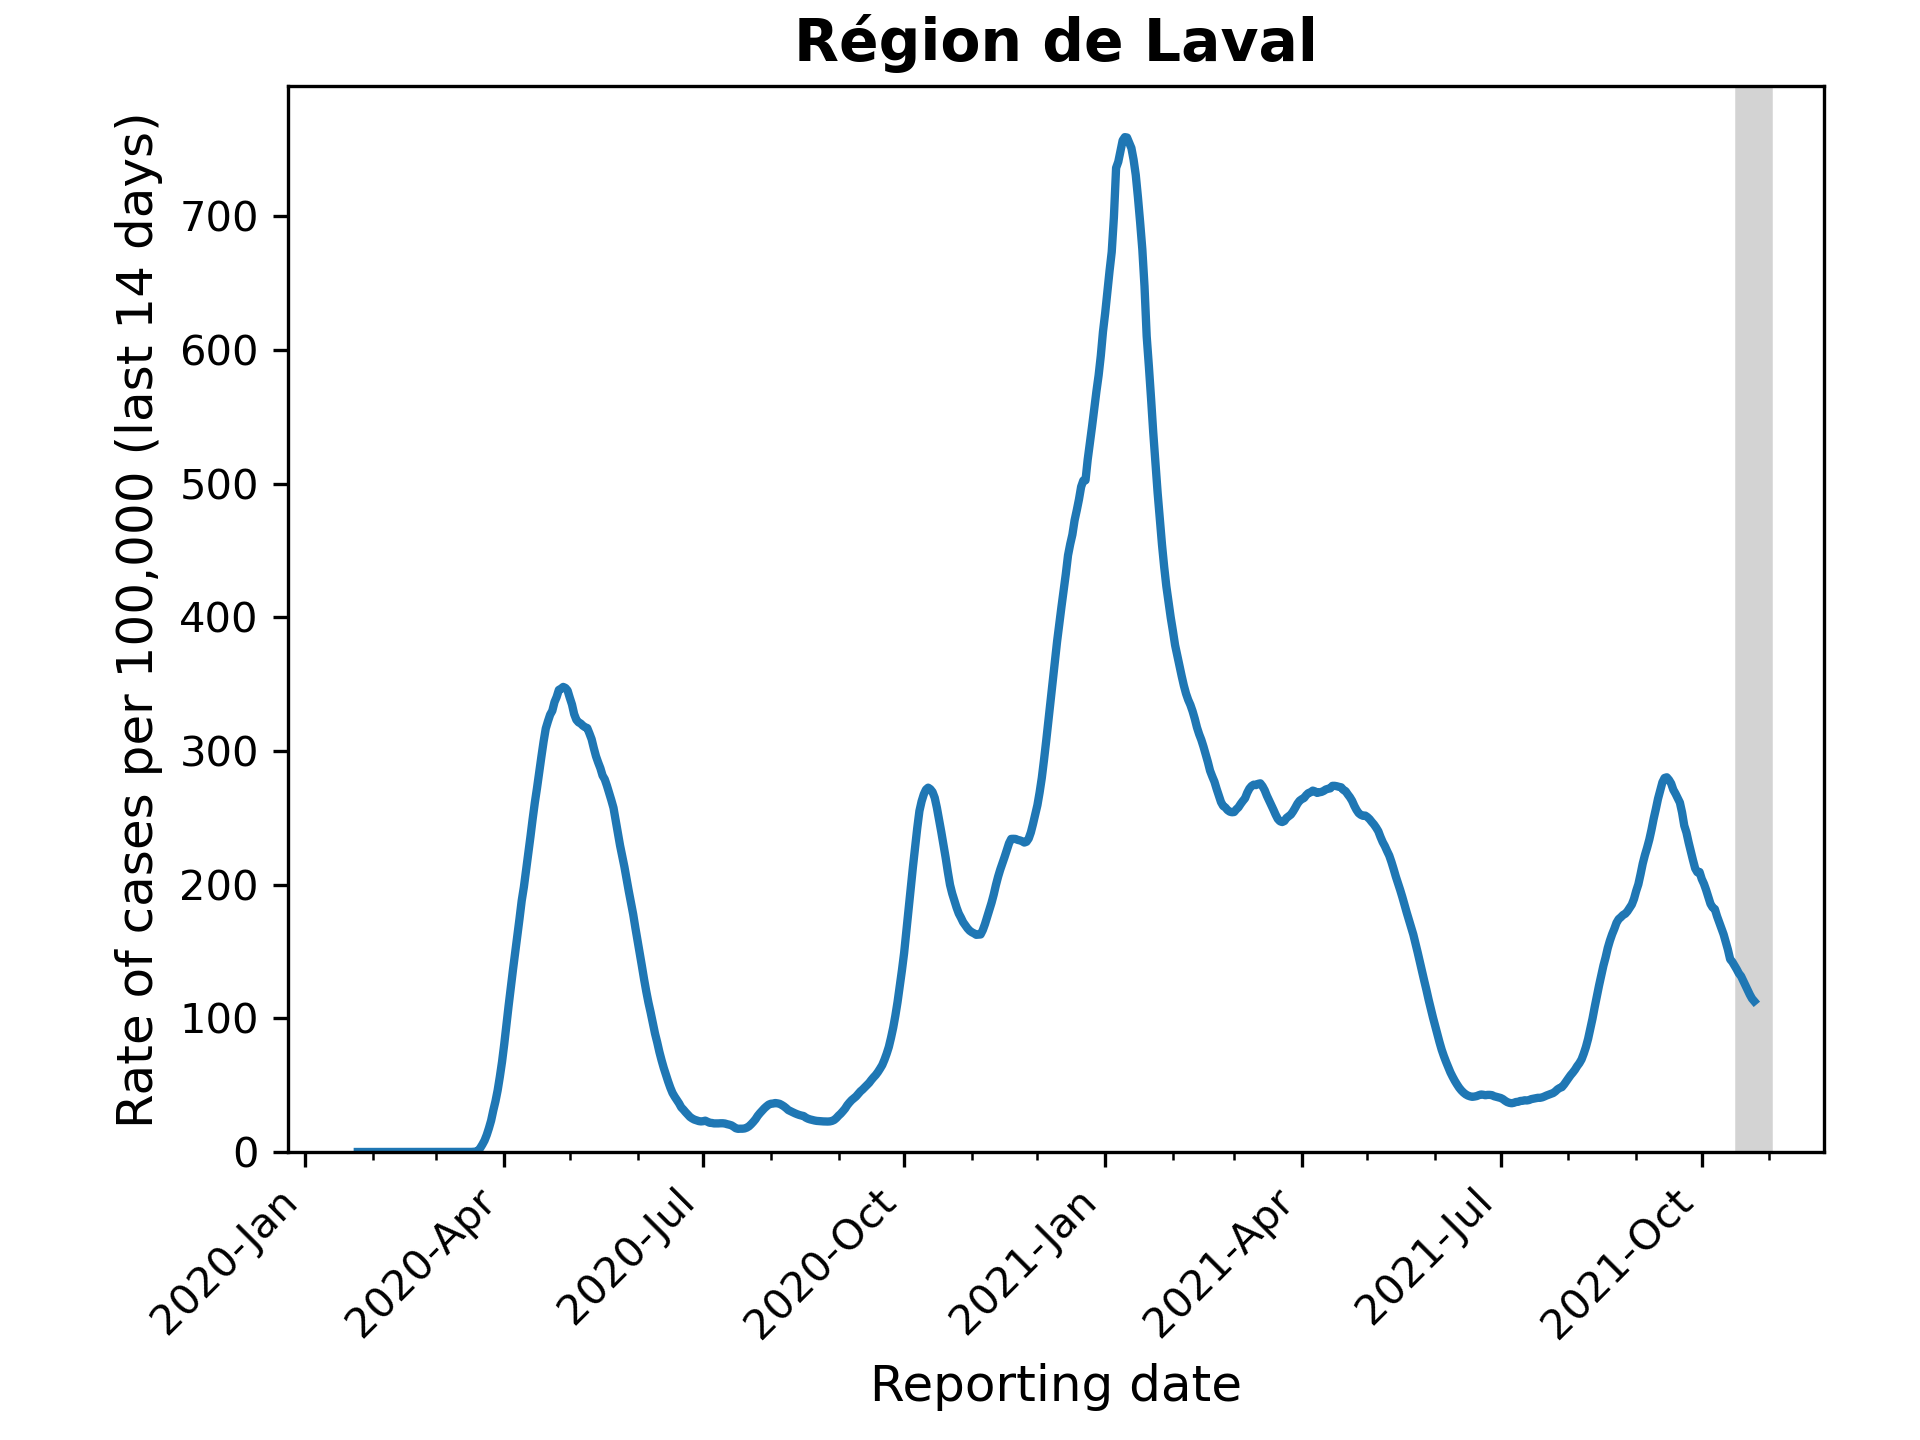 Région de Laval
Rate of cases per 100,000 (last 14 days)
700
600
500
400
300
200
100
0
2020-Jan
2020-Apr
2020-Jul
2020-Oct
2021-Jan
2021-Apr
2021-Jul
2021-Oct
Reporting date